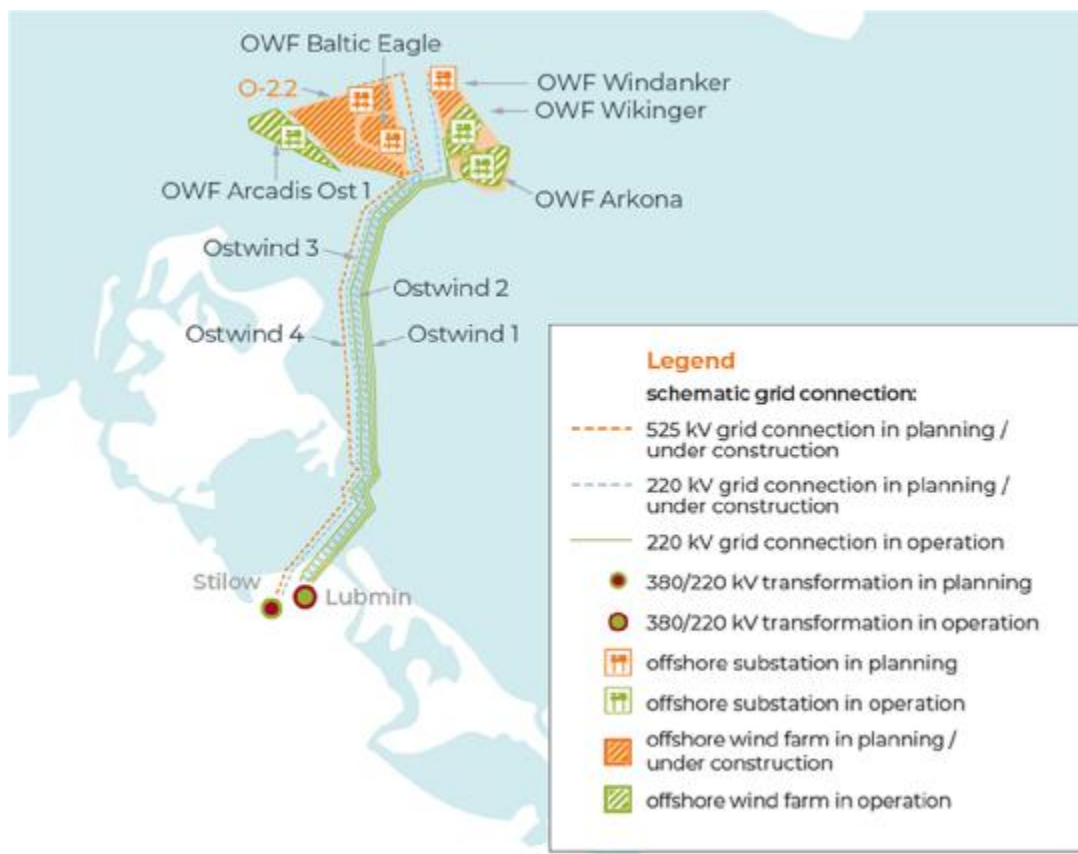 OWF Baltic Eagle
O-2.2
OWF Windanker
OWF Wikinger
OWF Arcadis Ost 1
OWF Arkona
Ostwind 3
Ostwind 2
Ostwind 4
Ostwind 1
Stilow
Lubmin
Legend
schematic grid connection:
525 kV grid connection in planning /
under construction
220 kV grid connection in planning /
under construction
220 kV grid connection in operation
380/220 kV transformation in planning
380/220 kV transformation in operation
offshore substation in planning
offshore substation in operation
offshore wind farm in planning /
under construction
offshore wind farm in operation